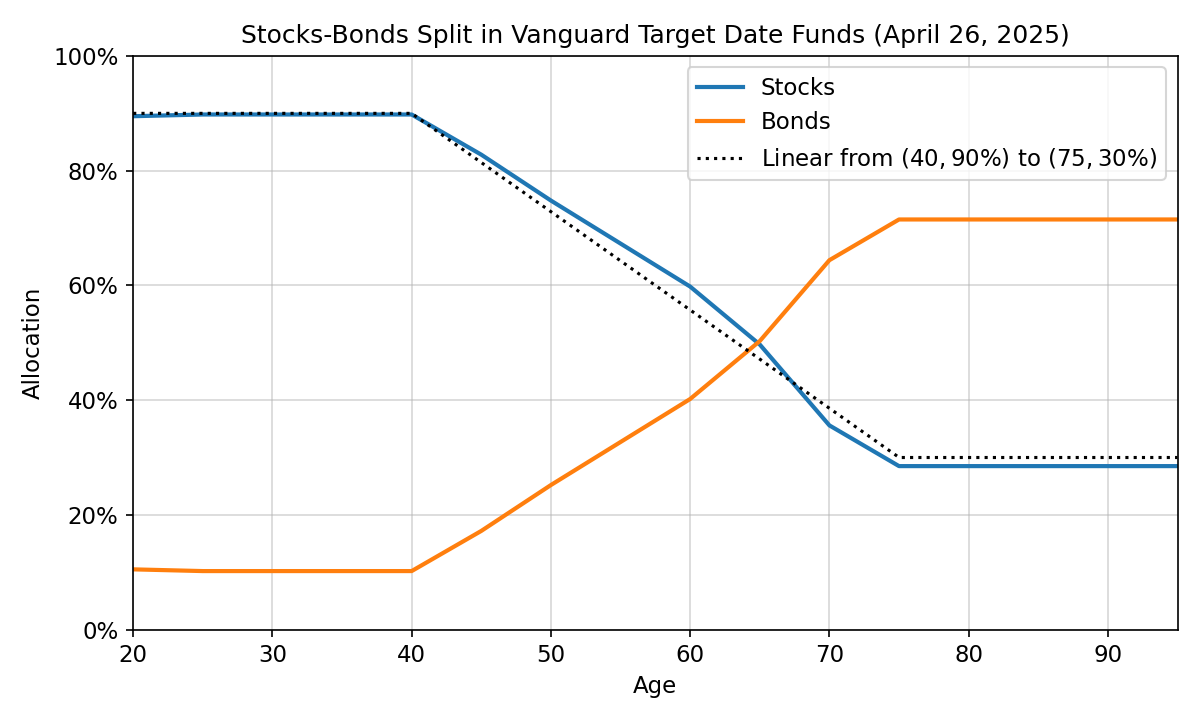 Stocks-Bonds Split in Vanguard Target Date Funds (April 26, 2025)
100%
80%
60%
40%
20%
0%
Allocation
Stocks
Bonds
Linear from (40, 90%) to (75, 30%)
20 30 40 50 60 70 80 90
Age